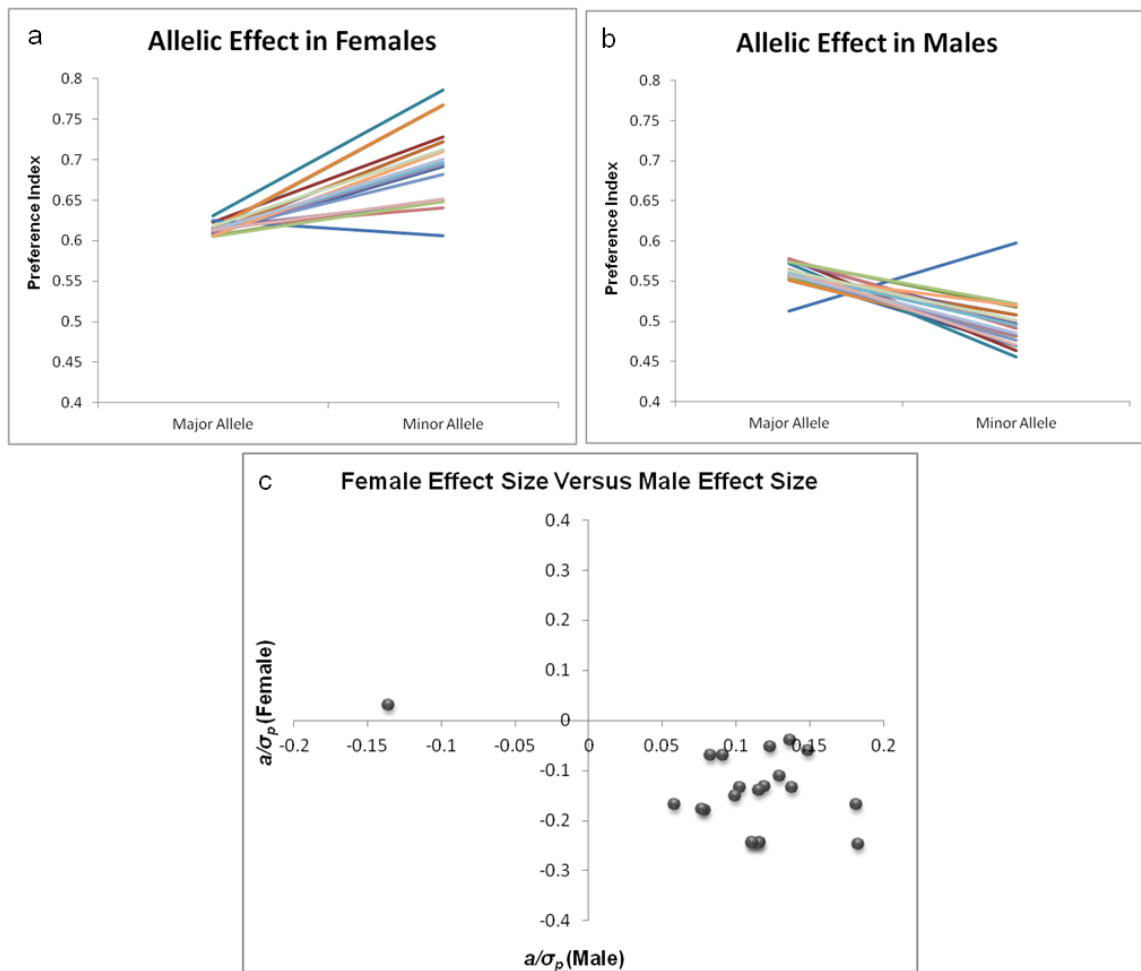 a
Allelic Effect in Females
0.8
0.75
0.7
0.65
0.6
0.55
0.5
0.45
0.4
Preference Index
Major Allele Minor Allele
b
Allelic Effect in Males
0.8
0.75
0.7
0.65
0.6
0.55
0.5
0.45
0.4
Preference Index
Major Allele Minor Allele
c
Female Effect Size Versus Male Effect Size
0.4
0.3
0.2
0.1
0
-0.1
-0.2
-0.3
-0.4
a/σp (Female)
-0.2 -0.15 -0.1 -0.05 0 0.05 0.1 0.15 0.2
a/σp (Male)